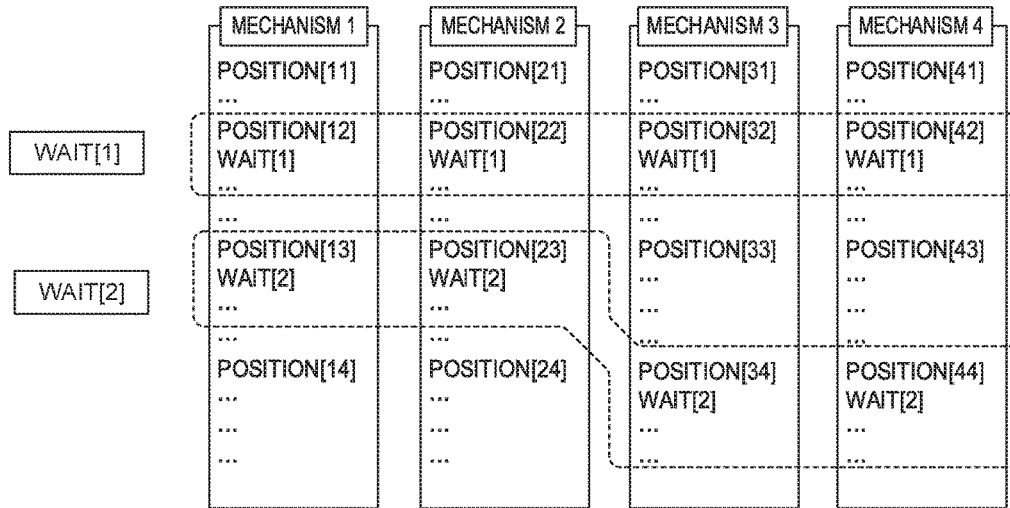 MECHANISM 1 MECHANISM 2 MECHANISM 3 MECHANISM 4
POSITION[11] POSITION[21] POSITION[31] POSITION[41]
... ... ... ...
POSITION[12] POSITION[22] POSITION[32] POSITION[42]
WAIT[1] WAIT[1] WAIT[1] WAIT[1] WAIT[1]
... ... ... ...
... ... ... ...
POSITION[13] POSITION[23] POSITION[33] POSITION[43]
WAIT[2] WAIT[2] WAIT[2] ... ...
... ... ... ...
... ... ... ...
POSITION[14] POSITION[24] POSITION[34] POSITION[44]
... ... WAIT[2] WAIT[2]
... ... ... ...
... ... ... ...